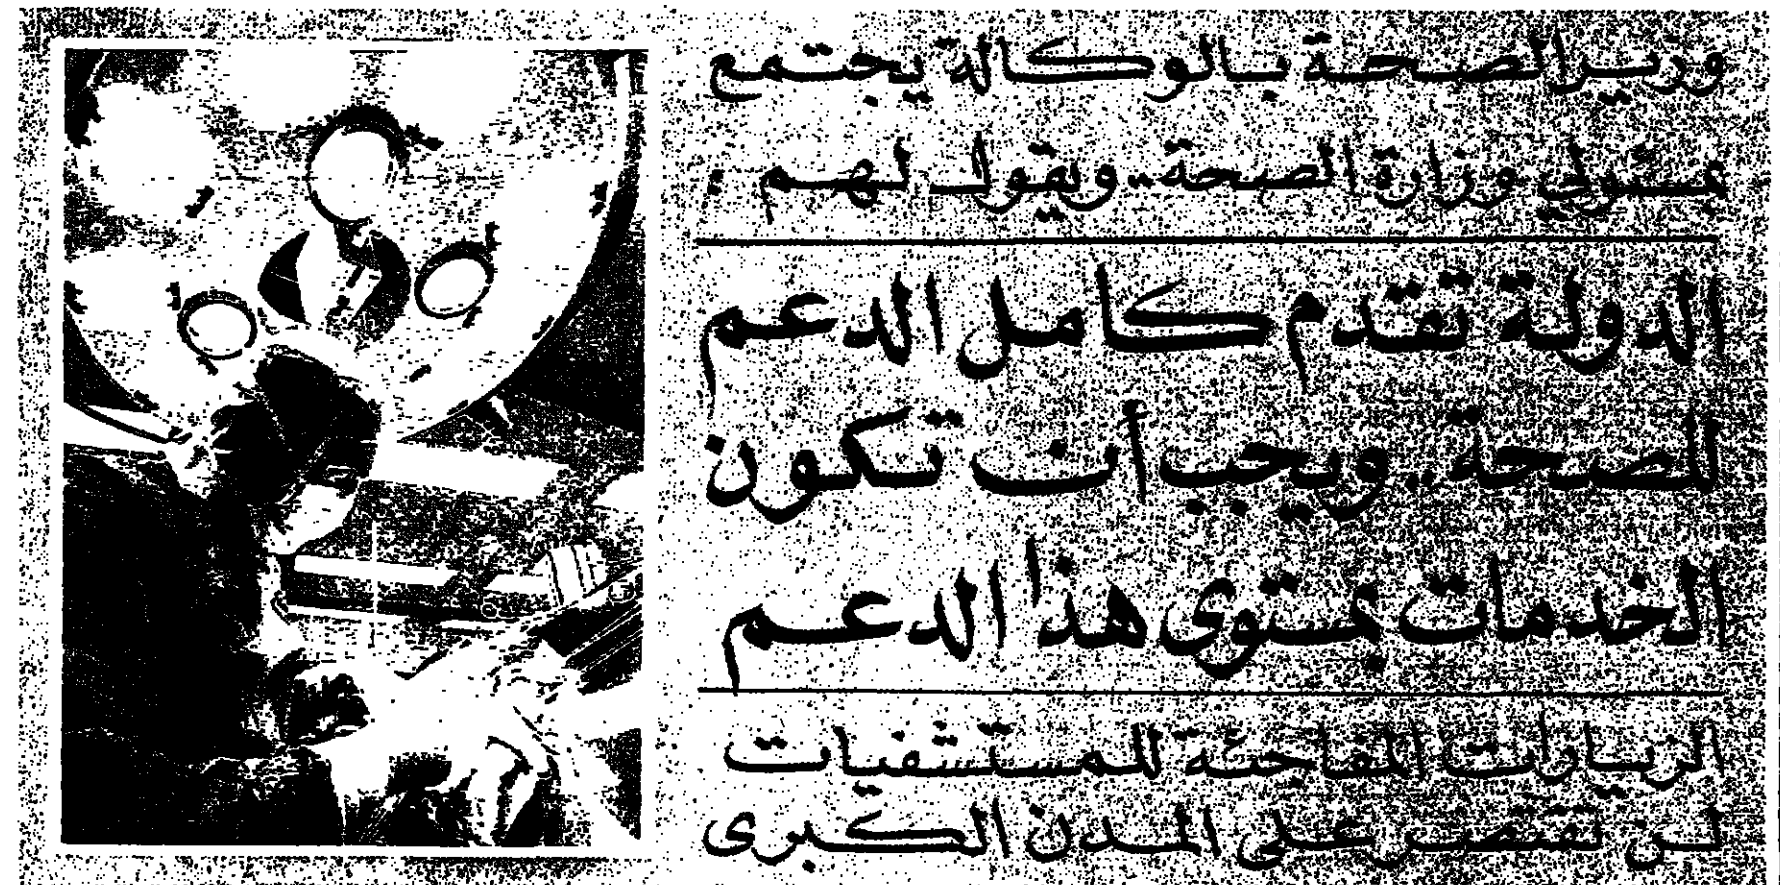 وزير الصحة بالوكالة يجتمع
بمسئولي وزارة الصحة.. ويقول لهم :
الدولة تقدم كامل الدعم
للصحة.. ويجب أن تكون
الخدمات بمستوى هذا الدعم
الزيارات المفاجئة للمستشفيات
لن تقتصر على المدن الكبرى